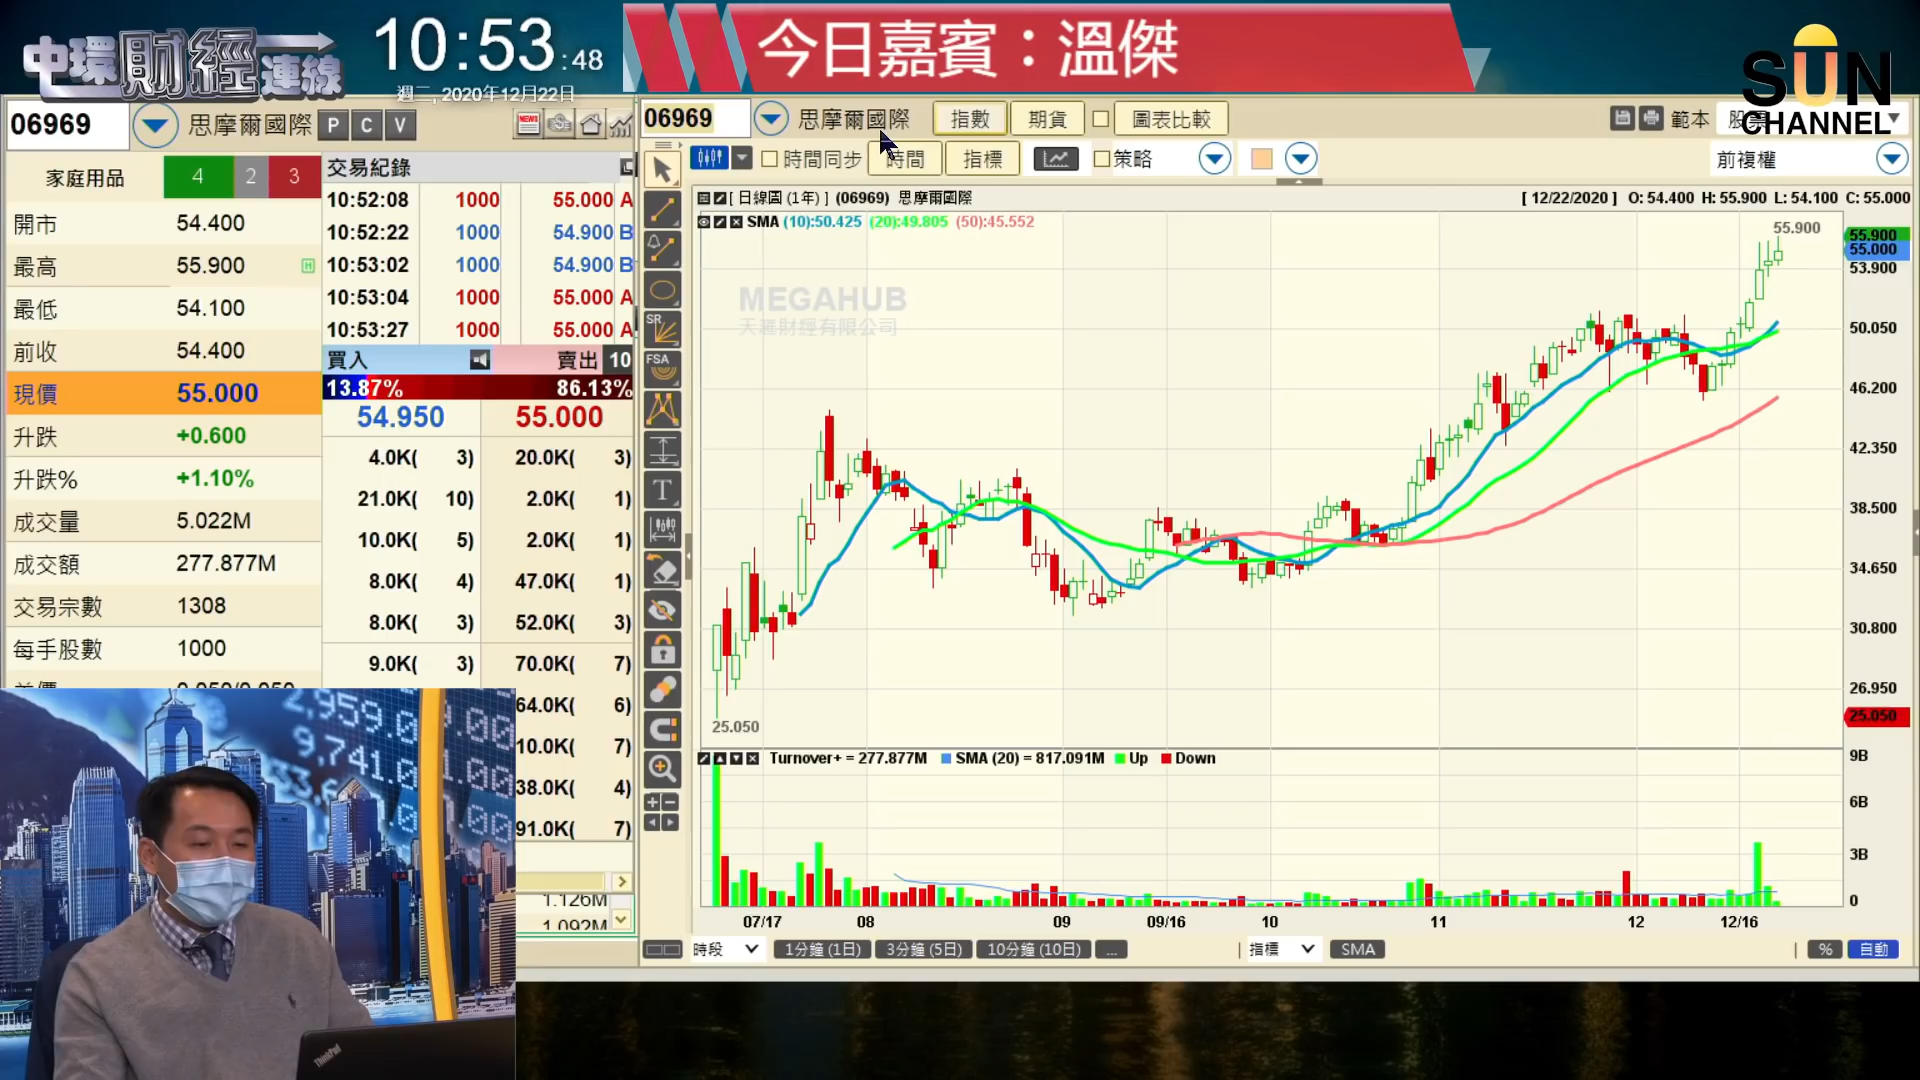 中環財經連線
10:53:48
週二, 2020年12月22日
今日嘉賓：溫傑
SUN
CHANNEL
06969
思摩爾國際
P C V
NEWS
家庭用品 4 2 3
開市 54.400
最高 55.900 H
最低 54.100
前收 54.400
現價 55.000
升跌 +0.600
升跌% +1.10%
成交量 5.022M
成交額 277.877M
交易宗數 1308
每手股數 1000
交易紀錄
10:52:08 1000 55.000 A
10:52:22 1000 54.900 B
10:53:02 1000 54.900 B
10:53:04 1000 55.000 A
10:53:27 1000 55.000 A
買入 賣出 10
13.87% 86.13%
54.950 55.000
4.0K( 3) 20.0K( 3)
21.0K( 10) 2.0K( 1)
10.0K( 5) 2.0K( 1)
8.0K( 4) 47.0K( 1)
8.0K( 3) 52.0K( 3)
9.0K( 3) 70.0K( 7)
64.0K( 6)
10.0K( 7)
38.0K( 4)
91.0K( 7)
1.126M
1.092M
06969 思摩爾國際 指數 期貨 圖表比較 範本
時間同步 時間 指標 策略 前複權
SR
FSA
T
[ 日線圖 (1年) ] (06969) 思摩爾國際 [ 12/22/2020 ] O: 54.400 H: 55.900 L: 54.100 C: 55.000
SMA (10):50.425 (20):49.805 (50):45.552
MEGAHUB
天滙財經有限公司
55.900
25.050
55.900
55.000
53.900
50.050
46.200
42.350
38.500
34.650
30.800
26.950
25.050
Turnover+ = 277.877M SMA (20) = 817.091M Up Down
9B
6B
3B
0
07/17 08 09 09/16 10 11 12 12/16
時段 1分鐘 (1日) 3分鐘 (5日) 10分鐘 (10日) ... | 指標 SMA | % 自動
ThinkPad